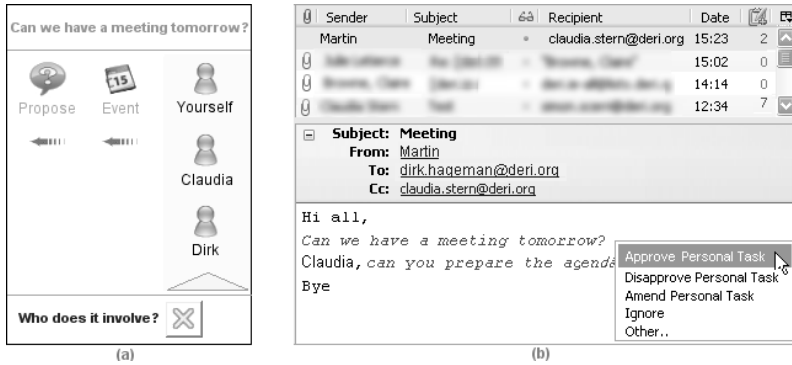 Can we have a meeting tomorrow?
15
Propose
Event
Yourself
Claudia
Dirk
Who does it involve?
(a)
Sender Subject Recipient Date
Martin Meeting claudia.stern@deri.org 15:23 2
15:02 0
14:14 0
12:34 7
Subject: Meeting
From: Martin
To: dirk.hageman@deri.org
Cc: claudia.stern@deri.org
Hi all,
Can we have a meeting tomorrow?
Claudia, can you prepare the agenda
Bye
Approve Personal Task
Disapprove Personal Task
Amend Personal Task
Ignore
Other..
(b)